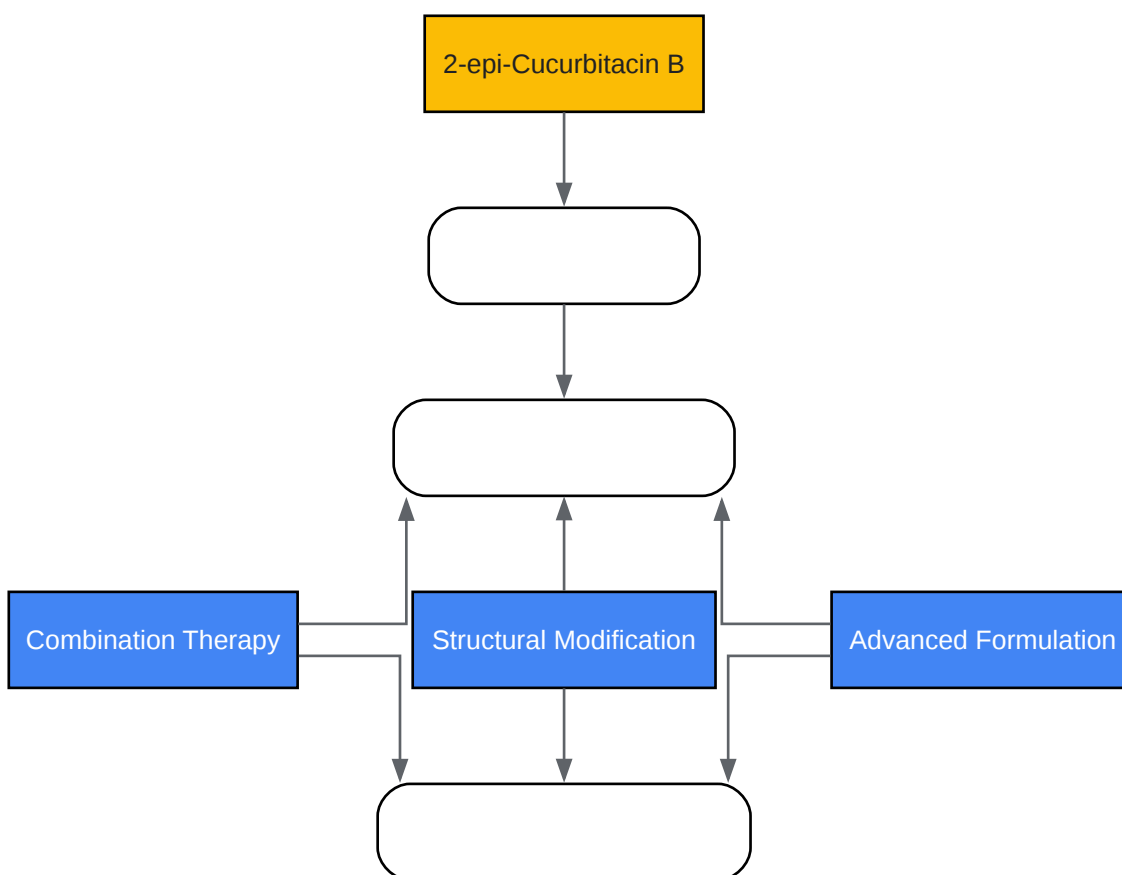 2-epi-Cucurbitacin B
Combination Therapy
Structural Modification
Advanced Formulation